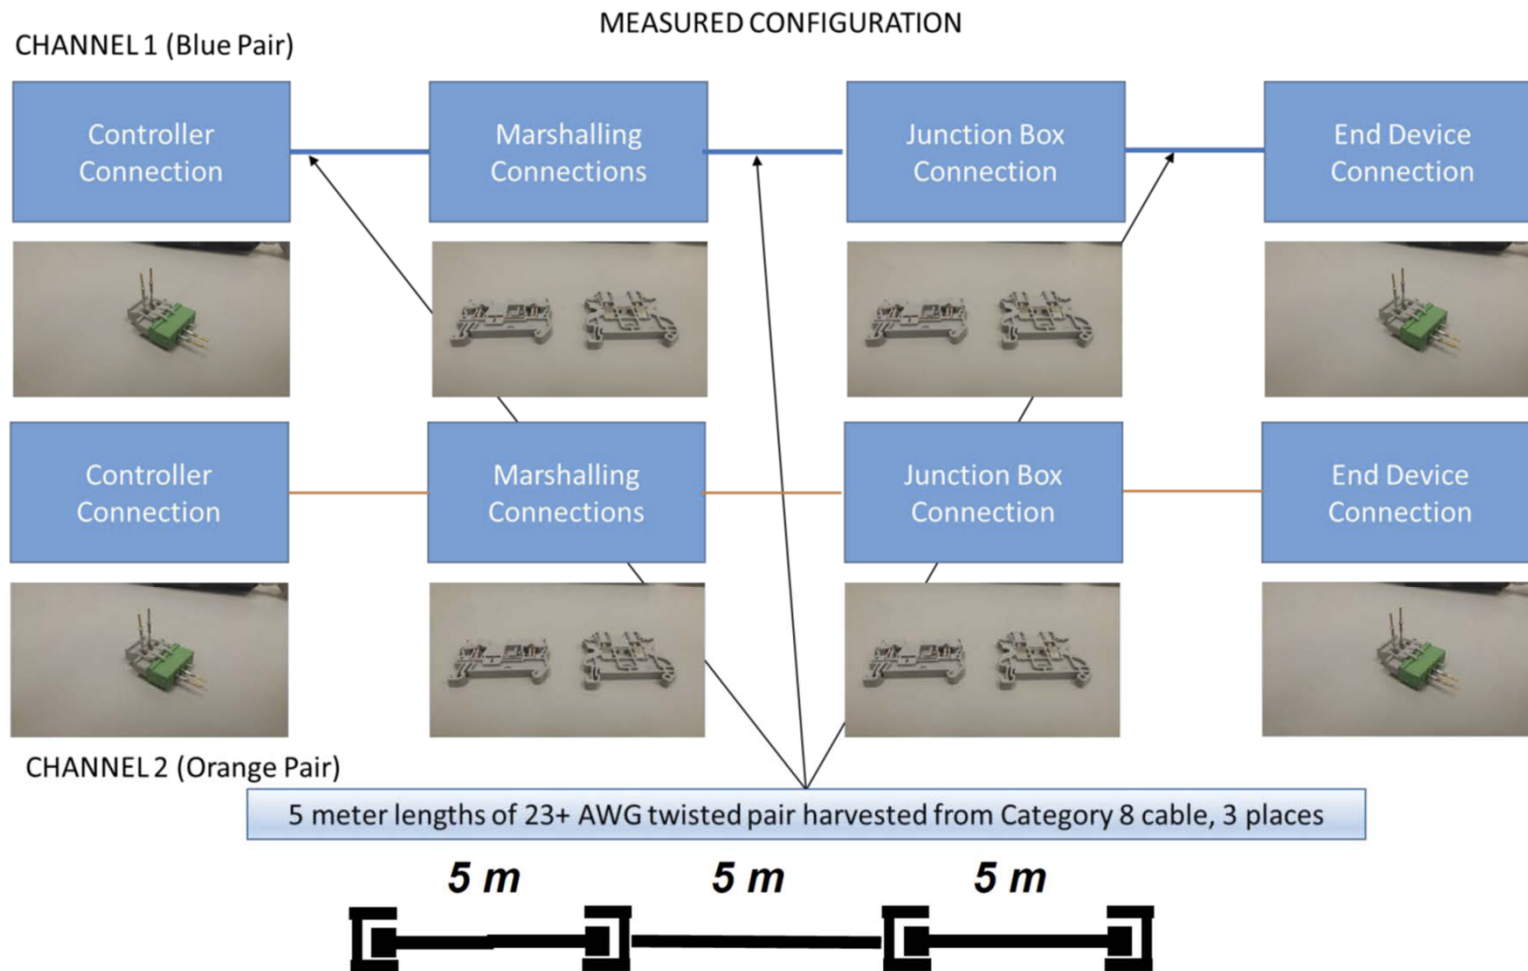 MEASURED CONFIGURATION
CHANNEL 1 (Blue Pair)
Controller
Connection
Marshalling
Connections
Junction Box
Connection
End Device
Connection
Controller
Connection
Marshalling
Connections
Junction Box
Connection
End Device
Connection
CHANNEL 2 (Orange Pair)
5 meter lengths of 23+ AWG twisted pair harvested from Category 8 cable, 3 places
5 m
5 m
5 m